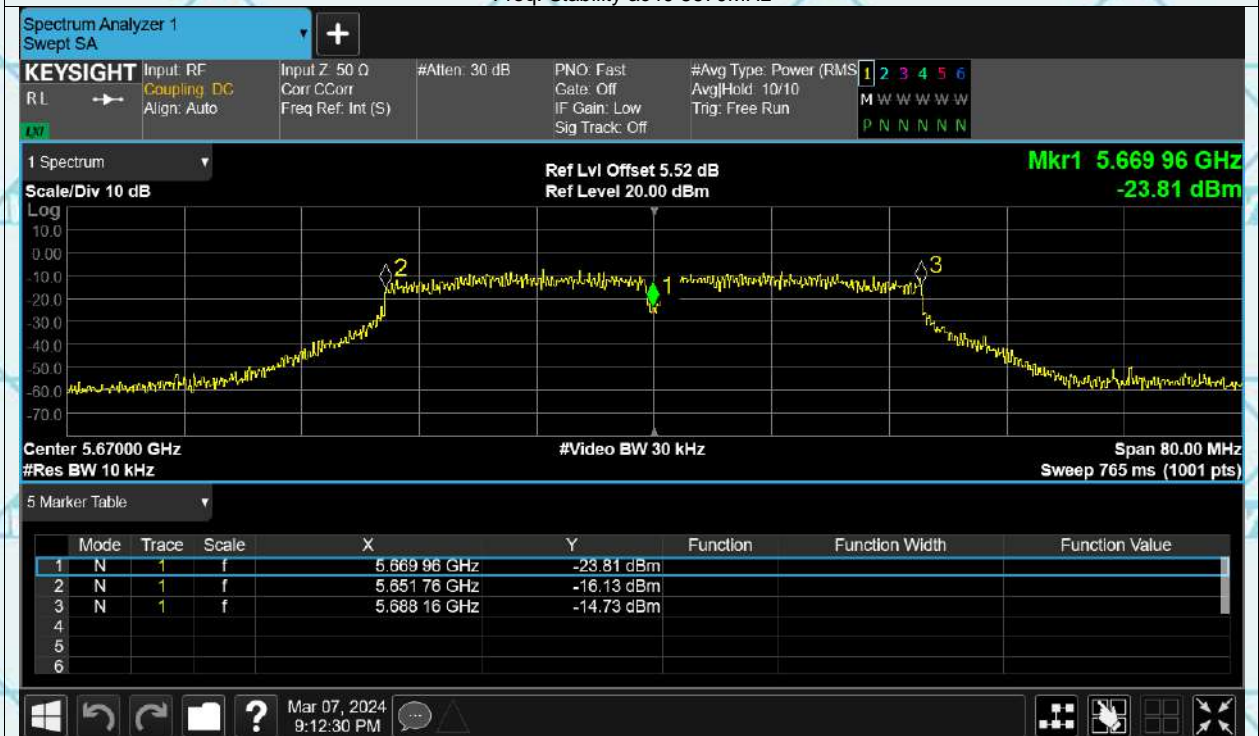 Freq. Stability ac40 5670MHz
Spectrum Analyzer 1
Swept SA
+
KEYSIGHT
RL
LXI
Input: RF
Coupling: DC
Align: Auto
Input Z: 50 Ω
Corr CCorr
Freq Ref: Int (S)
#Atten: 30 dB
PNO: Fast
Gate: Off
IF Gain: Low
Sig Track: Off
#Avg Type: Power (RMS
Avg|Hold: 10/10
Trig: Free Run
1 2 3 4 5 6
M W W W W W
P N N N N N
1 Spectrum
Scale/Div 10 dB
Ref Lvl Offset 5.52 dB
Ref Level 20.00 dBm
Mkr1 5.669 96 GHz
-23.81 dBm
Log
10.0
0.00
-10.0
-20.0
-30.0
-40.0
-50.0
-60.0
-70.0
2
1
3
Center 5.67000 GHz
#Video BW 30 kHz
Span 80.00 MHz
#Res BW 10 kHz
Sweep 765 ms (1001 pts)
5 Marker Table
Mode Trace Scale X Y Function Function Width Function Value
1 N 1 f 5.669 96 GHz -23.81 dBm
2 N 1 f 5.651 76 GHz -16.13 dBm
3 N 1 f 5.688 16 GHz -14.73 dBm
4
5
6
?
Mar 07, 2024
9:12:30 PM